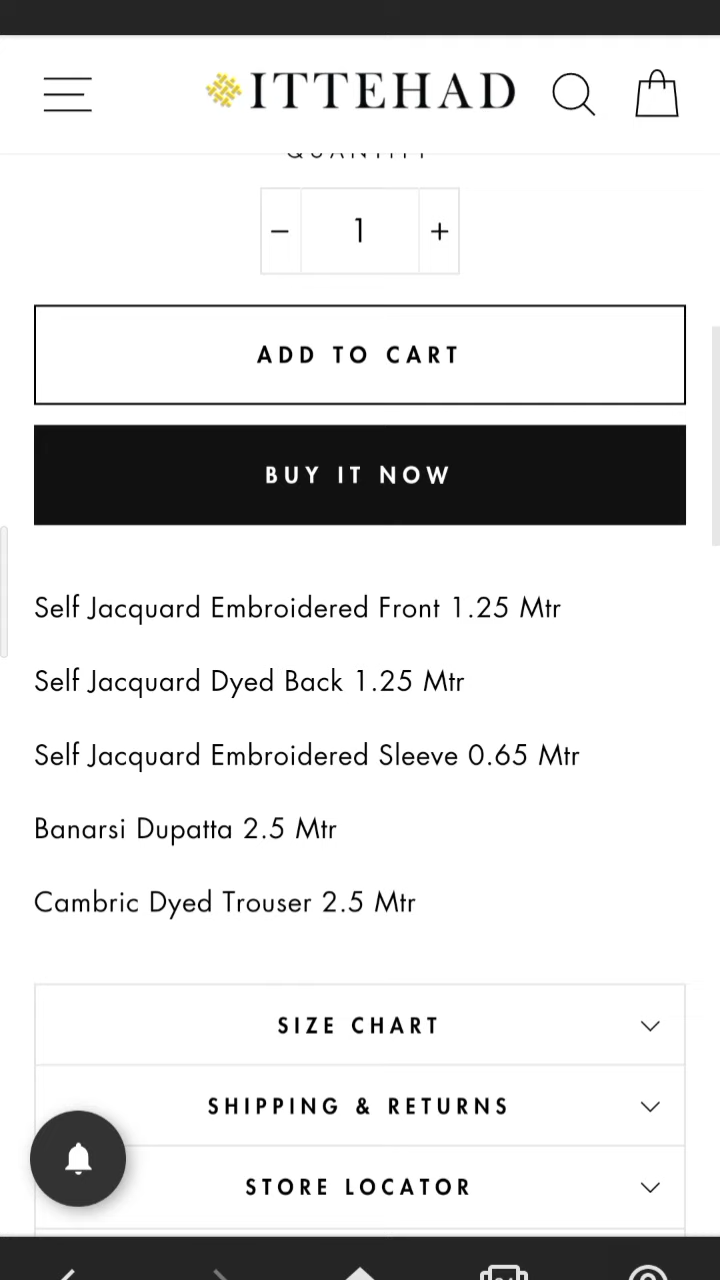 ITTEHAD
QUANTITY
− 1 +
ADD TO CART
BUY IT NOW
Self Jacquard Embroidered Front 1.25 Mtr
Self Jacquard Dyed Back 1.25 Mtr
Self Jacquard Embroidered Sleeve 0.65 Mtr
Banarsi Dupatta 2.5 Mtr
Cambric Dyed Trouser 2.5 Mtr
SIZE CHART
SHIPPING & RETURNS
STORE LOCATOR